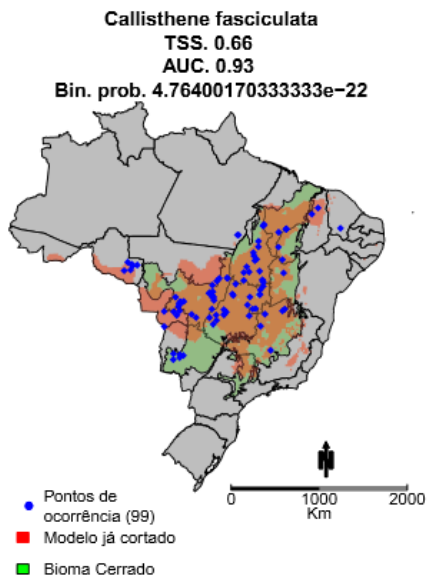 Callisthene fasciculata
TSS. 0.66
AUC. 0.93
Bin. prob. 4.76400170333333e−22
N
0 1000 2000
Km
Pontos de
ocorrência (99)
Modelo já cortado
Bioma Cerrado